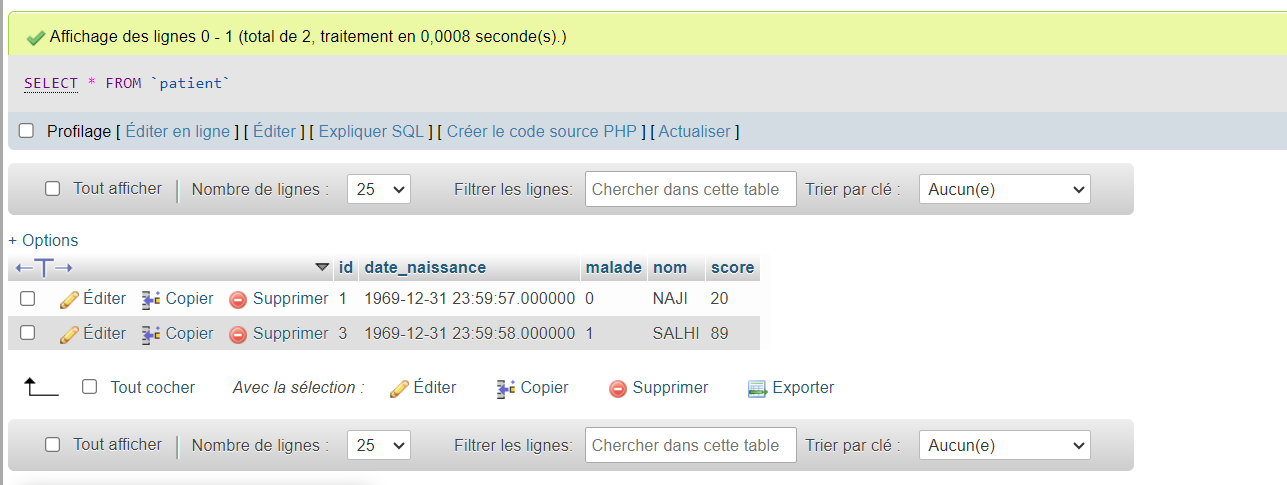 Affichage des lignes 0 - 1 (total de 2, traitement en 0,0008 seconde(s).)
SELECT * FROM `patient`
Profilage [ Éditer en ligne ] [ Éditer ] [ Expliquer SQL ] [ Créer le code source PHP ] [ Actualiser ]
Tout afficher Nombre de lignes : 25 Filtrer les lignes: Chercher dans cette table Trier par clé : Aucun(e)
+ Options
←T→ id date_naissance malade nom score
Éditer Copier Supprimer 1 1969-12-31 23:59:57.000000 0 NAJI 20
Éditer Copier Supprimer 3 1969-12-31 23:59:58.000000 1 SALHI 89
Tout cocher Avec la sélection : Éditer Copier Supprimer Exporter
Tout afficher Nombre de lignes : 25 Filtrer les lignes: Chercher dans cette table Trier par clé : Aucun(e)